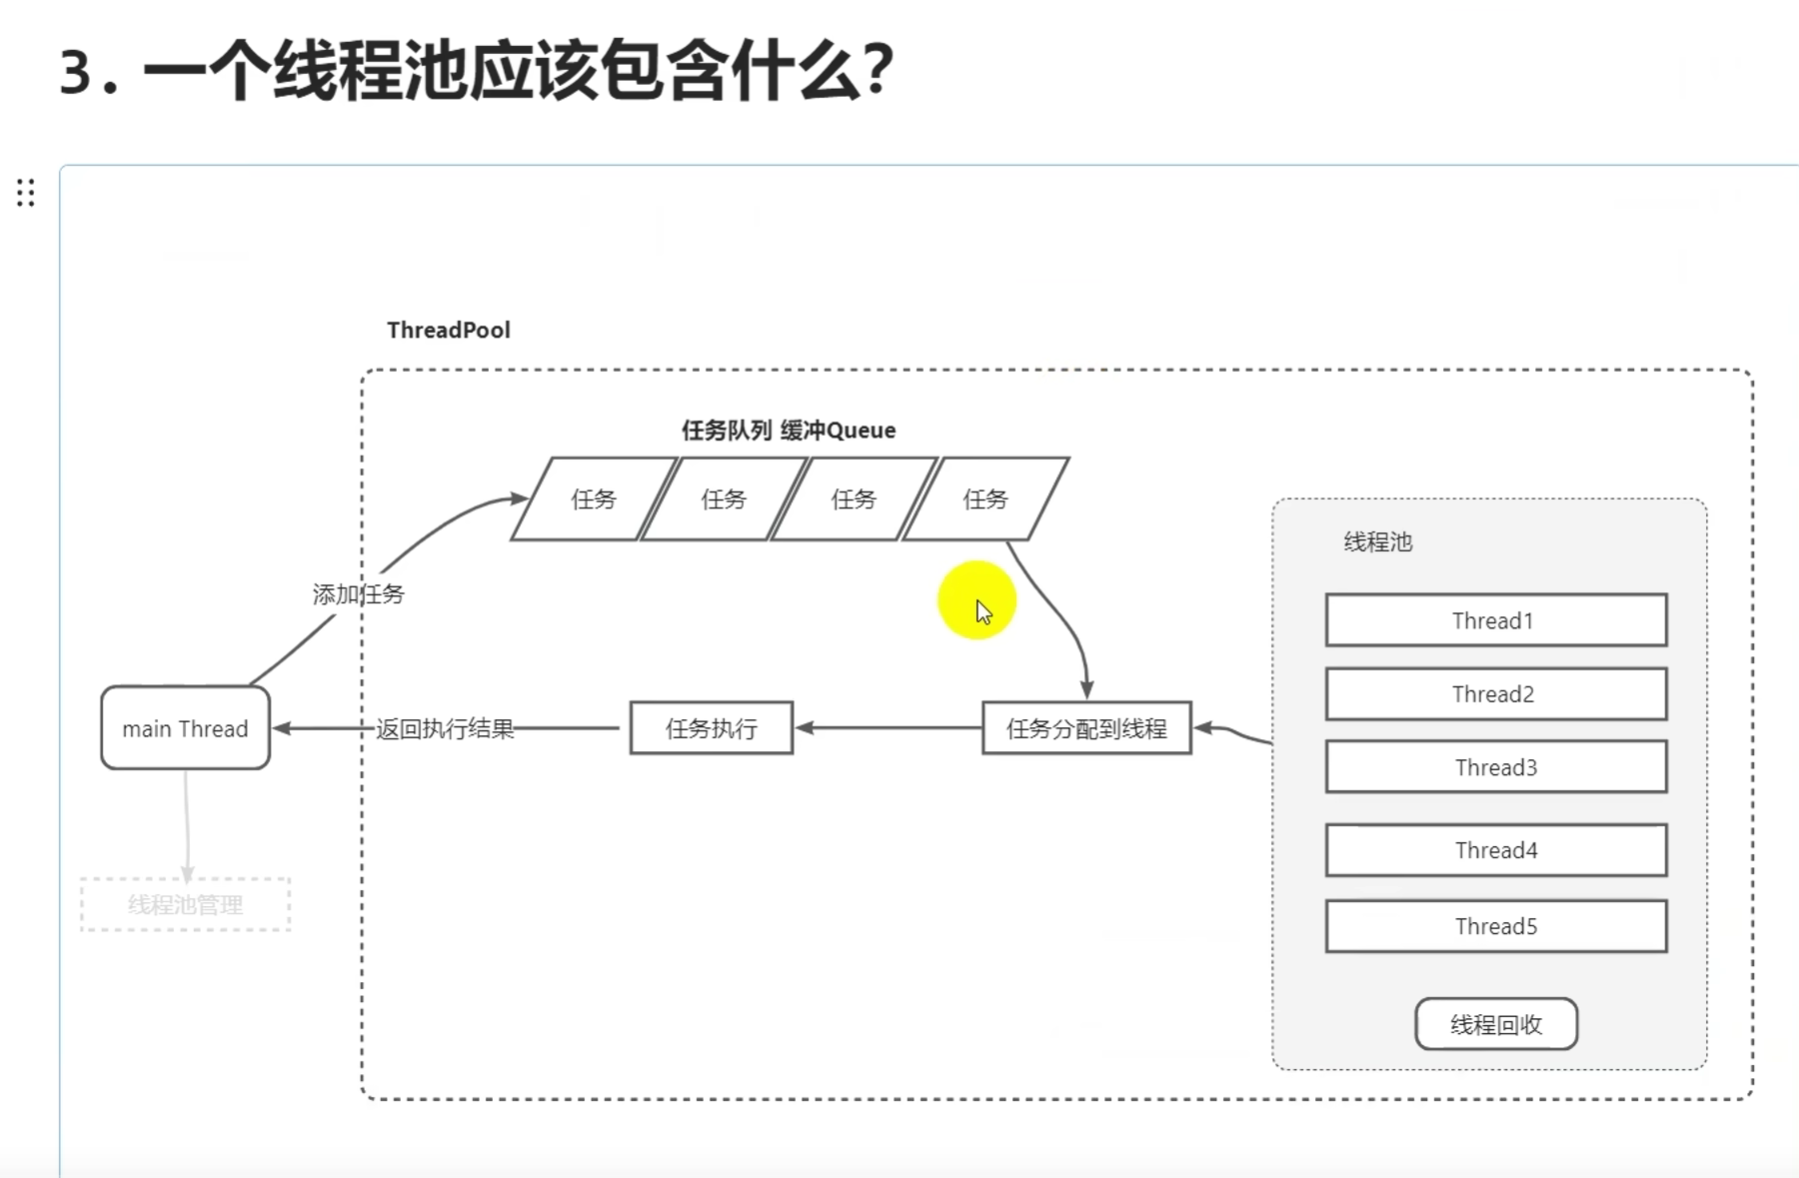 3. 一个线程池应该包含什么？
ThreadPool
任务队列 缓冲Queue
任务 任务 任务 任务
线程池
添加任务
Thread1
Thread2
main Thread
返回执行结果
任务执行
任务分配到线程
Thread3
Thread4
线程池管理
Thread5
线程回收